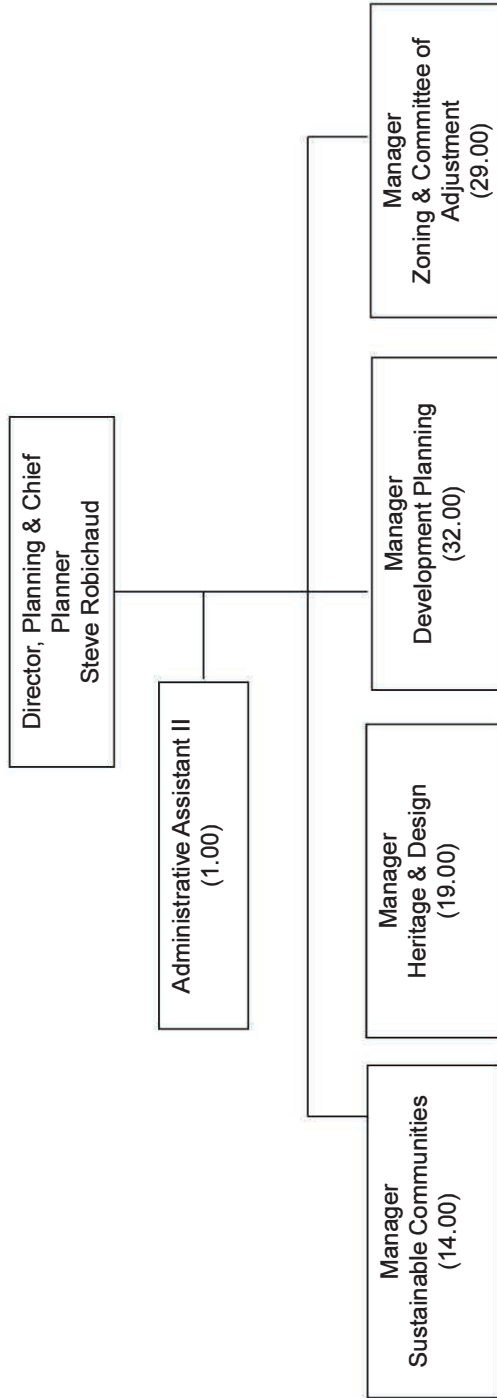 Director, Planning & Chief
Planner
Steve Robichaud
Administrative Assistant II
(1.00)
Manager
Sustainable Communities
(14.00)
Manager
Heritage & Design
(19.00)
Manager
Development Planning
(32.00)
Manager
Zoning & Committee of
Adjustment
(29.00)